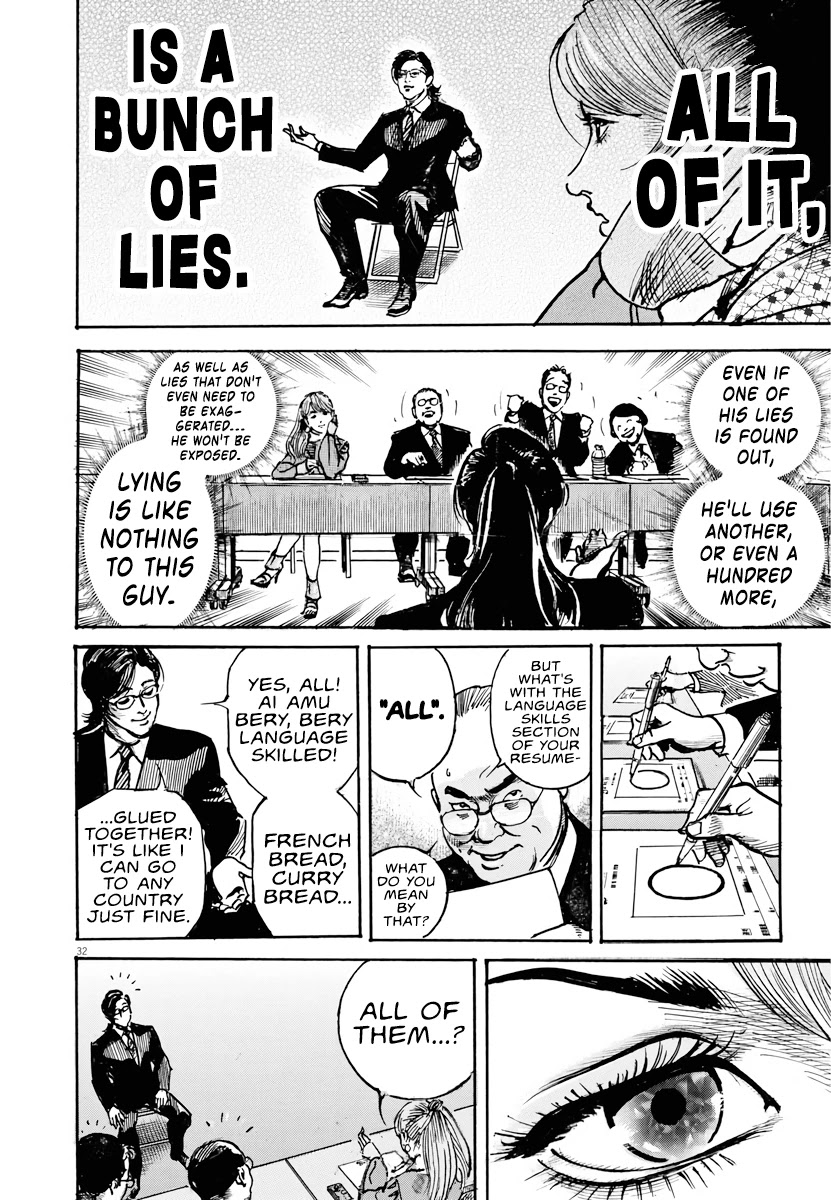 ALL
OF IT,
IS A
BUNCH
OF
LIES.
EVEN IF
ONE OF
HIS LIES
IS FOUND
OUT,
HE'LL USE
ANOTHER,
OR EVEN A
HUNDRED
MORE,
AS WELL AS
LIES THAT DON'T
EVEN NEED TO
BE EXAG-
GERATED...
HE WON'T BE
EXPOSED.
LYING
IS LIKE
NOTHING
TO THIS
GUY.
BUT
WHAT'S
WITH THE
LANGUAGE
SKILLS
SECTION
OF YOUR
RESUME-
"ALL".
WHAT
DO YOU
MEAN
BY
THAT?
YES, ALL!
AI AMU
BERY, BERY
LANGUAGE
SKILLED!
FRENCH
BREAD,
CURRY
BREAD...
...GLUED
TOGETHER!
IT'S LIKE I
CAN GO
TO ANY
COUNTRY
JUST FINE.
32
ALL OF
THEM...?